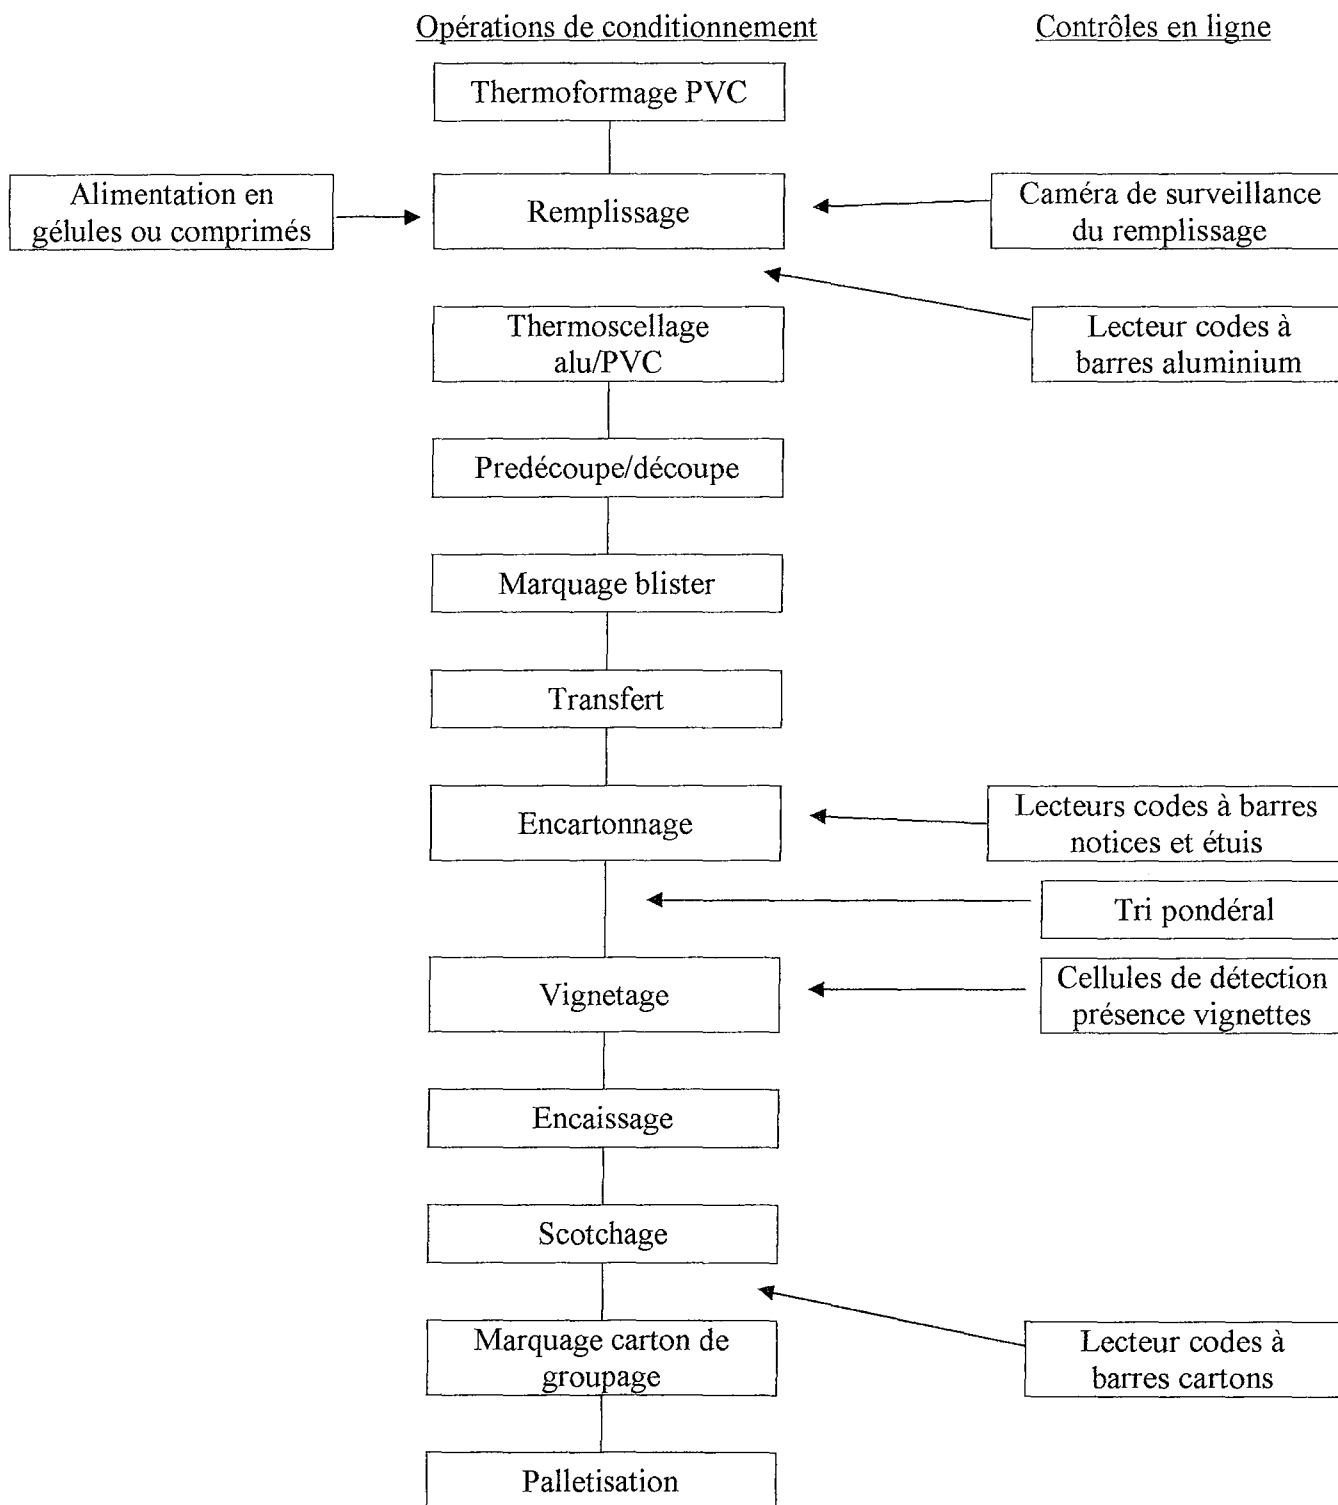 Opérations de conditionnement
Contrôles en ligne
Thermoformage PVC
Alimentation en
gélules ou comprimés
Remplissage
Caméra de surveillance
du remplissage
Thermoscellage
alu/PVC
Lecteur codes à
barres aluminium
Predécoupe/découpe
Marquage blister
Transfert
Encartonnage
Lecteurs codes à barres
notices et étuis
Tri pondéral
Vignetage
Cellules de détection
présence vignettes
Encaissage
Scotchage
Marquage carton de
groupage
Lecteur codes à
barres cartons
Palletisation